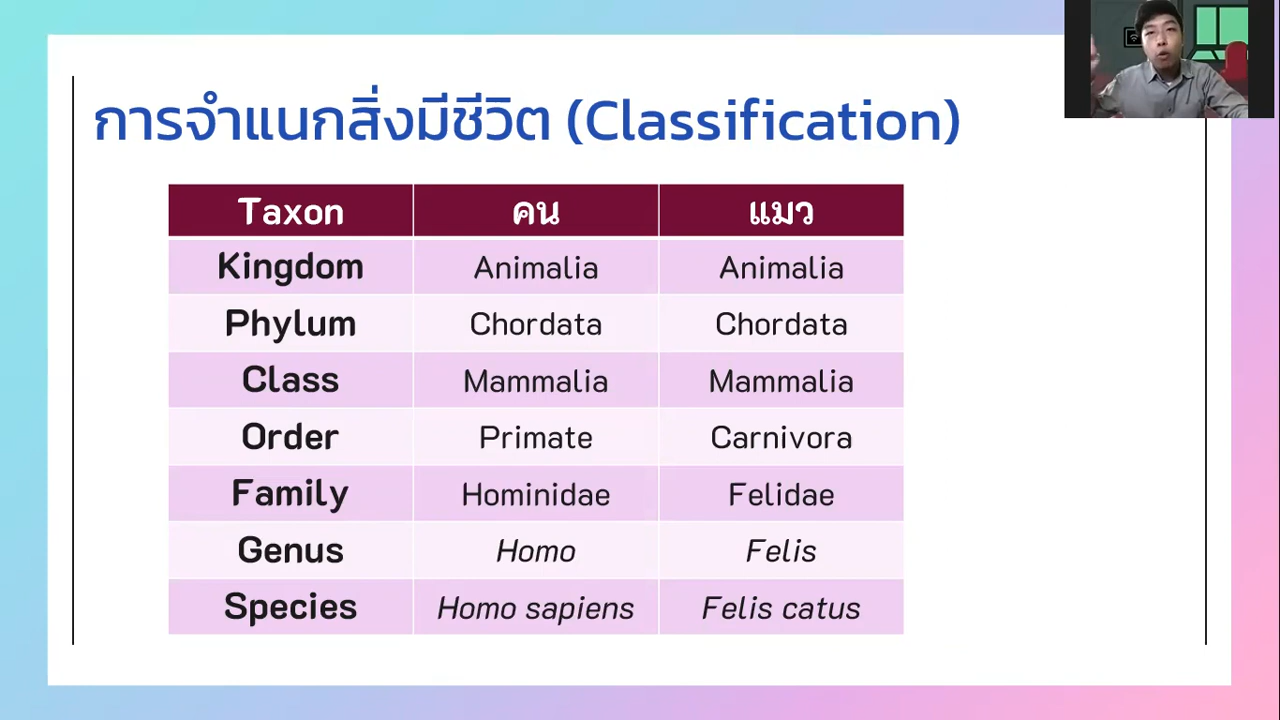 การจำแนกสิ่งมีชีวิต (Classification)
Taxon คน แมว
Kingdom Animalia Animalia
Phylum Chordata Chordata
Class Mammalia Mammalia
Order Primate Carnivora
Family Hominidae Felidae
Genus Homo Felis
Species Homo sapiens Felis catus